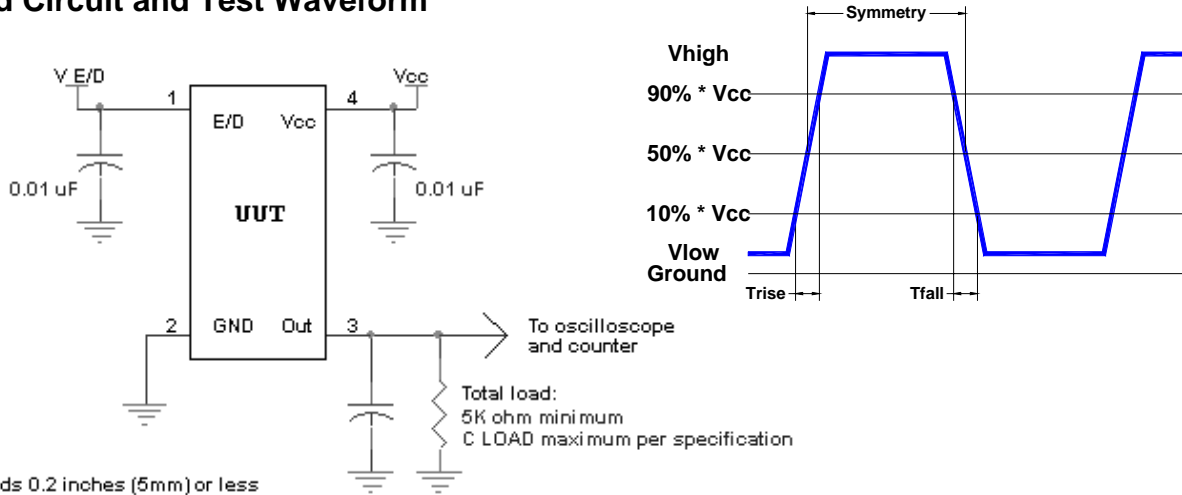 Circuit and Test Waveform
V E/D
Vcc
1
4
E/D Vcc
0.01 uF
0.01 uF
UUT
2
GND Out
3
To oscilloscope
and counter
Total load:
5K ohm minimum
C LOAD maximum per specification
0.2 inches (5mm) or less
Symmetry
Vhigh
90% * Vcc
50% * Vcc
10% * Vcc
Vlow
Ground
Trise
Tfall